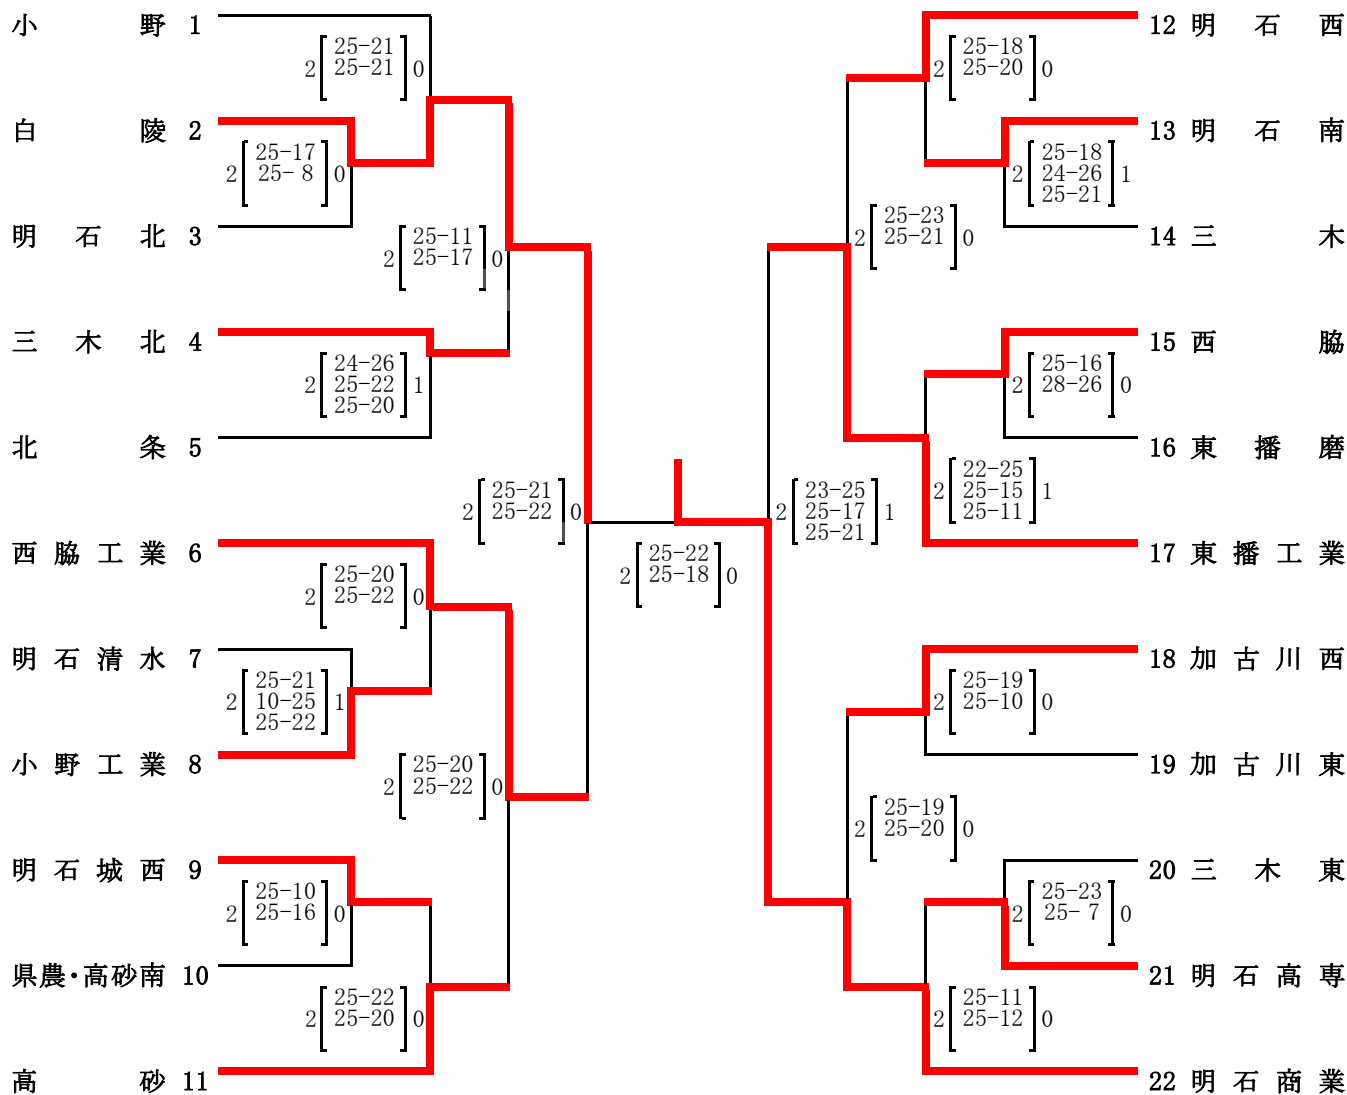 小野 1
2 25-21 0
25-21
白陵 2
2 25-17 0
25- 8
明石北 3
2 25-11 0
25-17
三木北 4
2 24-26 1
25-22
25-20
北条 5
2 25-21 0
25-22
西脇工業 6
2 25-20 0
25-22
明石清水 7
2 25-21 1
10-25
25-22
小野工業 8
2 25-20 0
25-22
明石城西 9
2 25-10 0
25-16
県農・高砂南 10
2 25-22 0
25-20
高砂 11
2 25-22 0
25-18
12 明石西
2 25-18 0
25-20
13 明石南
2 25-18 1
24-26
25-21
14 三木
2 25-23 0
25-21
15 西脇
2 25-16 0
28-26
16 東播磨
2 22-25 1
25-15
25-11
2 23-25 1
25-17
25-21
17 東播工業
18 加古川西
2 25-19 0
25-10
19 加古川東
2 25-19 0
25-20
20 三木東
2 25-23 0
25- 7
21 明石高専
2 25-11 0
25-12
22 明石商業